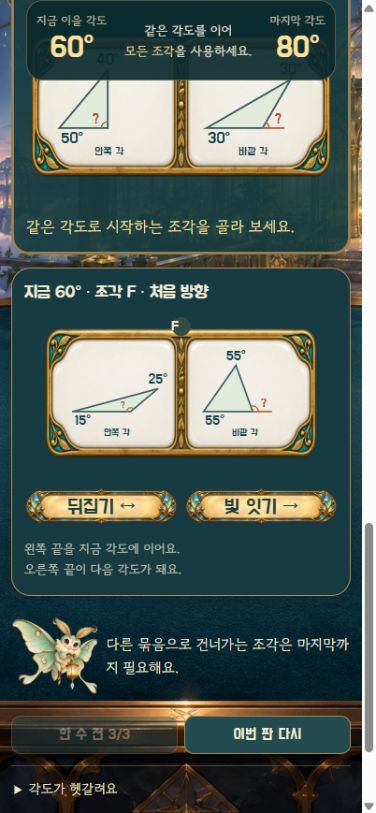 지금 이을 각도
60°
같은 각도를 이어
모든 조각을 사용하세요.
마지막 각도
80°
40°
50°
?
안쪽 각
30°
30°
?
바깥 각
같은 각도로 시작하는 조각을 골라 보세요.
지금 60° · 조각 F · 처음 방향
F
25°
15°
?
안쪽 각
55°
55°
?
바깥 각
뒤집기 ↔
빛 잇기 →
왼쪽 끝을 지금 각도에 이어요.
오른쪽 끝이 다음 각도가 돼요.
다른 묶음으로 건너가는 조각은 마지막까
지 필요해요.
한 수 전 3/3
이번 판 다시
▶ 각도가 헷갈려요